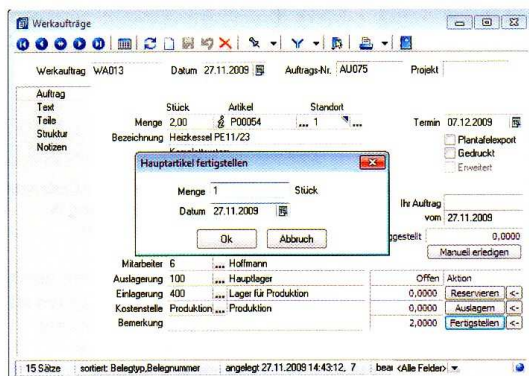 Werkaufträge
Werkauftrag WA013 Datum 27.11.2009 Auftrags-Nr. AU075 Projekt
Auftrag
Text
Teile
Struktur
Notizen
Stück Artikel Standort
Menge 2,00 P00054 ... 1 ... Termin 07.12.2009
Bezeichnung Heizkessel PE11/23
Plantafelexport
Gedruckt
Erweitert
Hauptartikel fertigstellen
Menge 1 Stück
Datum 27.11.2009
Ok Abbruch
Ihr Auftrag
vom 27.11.2009
ggestellt 0,0000
Manuell erledigen
Mitarbeiter 6 ... Hoffmann
Auslagerung 100 ... Hauptlager
Einlagerung 400 ... Lager für Produktion
Kostenstelle Produktion ... Produktion
Bemerkung
Offen Aktion
0,0000 Reservieren <-
0,0000 Auslagern <-
2,0000 Fertigstellen <-
15 Sätze sortiert: Belegtyp,Belegnummer angelegt 27.11.2009 14:43:12, 7 bear <Alle Felder>